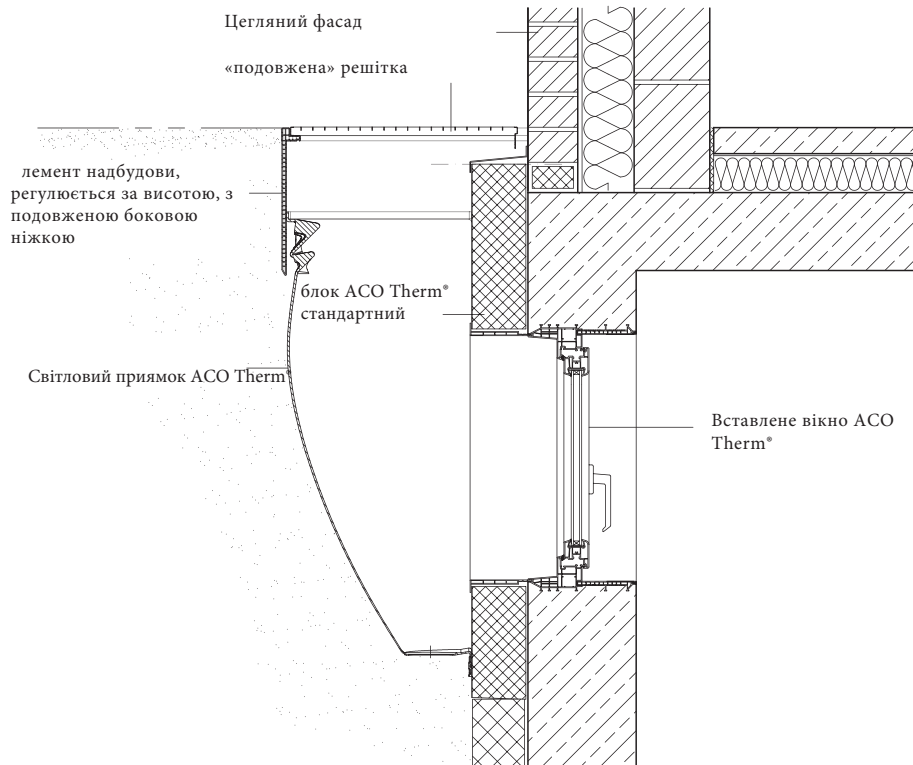 Цегляний фасад
«подовжена» решітка
лемент надбудови,
регулюється за висотою, з
подовженою боковою
ніжкою
блок ACO Therm®
стандартний
Світловий приямок ACO Therm®
Вставлене вікно ACO
Therm®